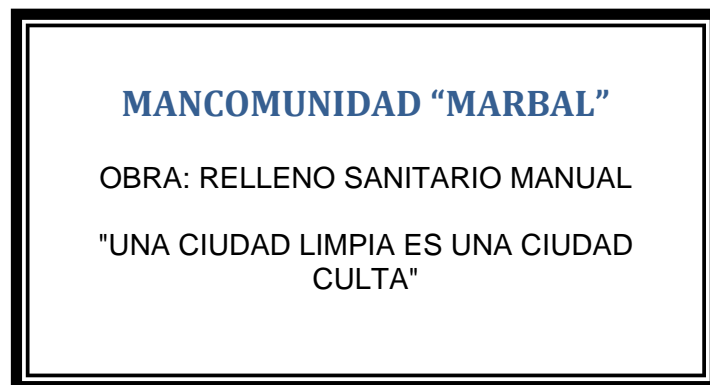 MANCOMUNIDAD “MARBAL”
OBRA: RELLENO SANITARIO MANUAL
"UNA CIUDAD LIMPIA ES UNA CIUDAD
CULTA"